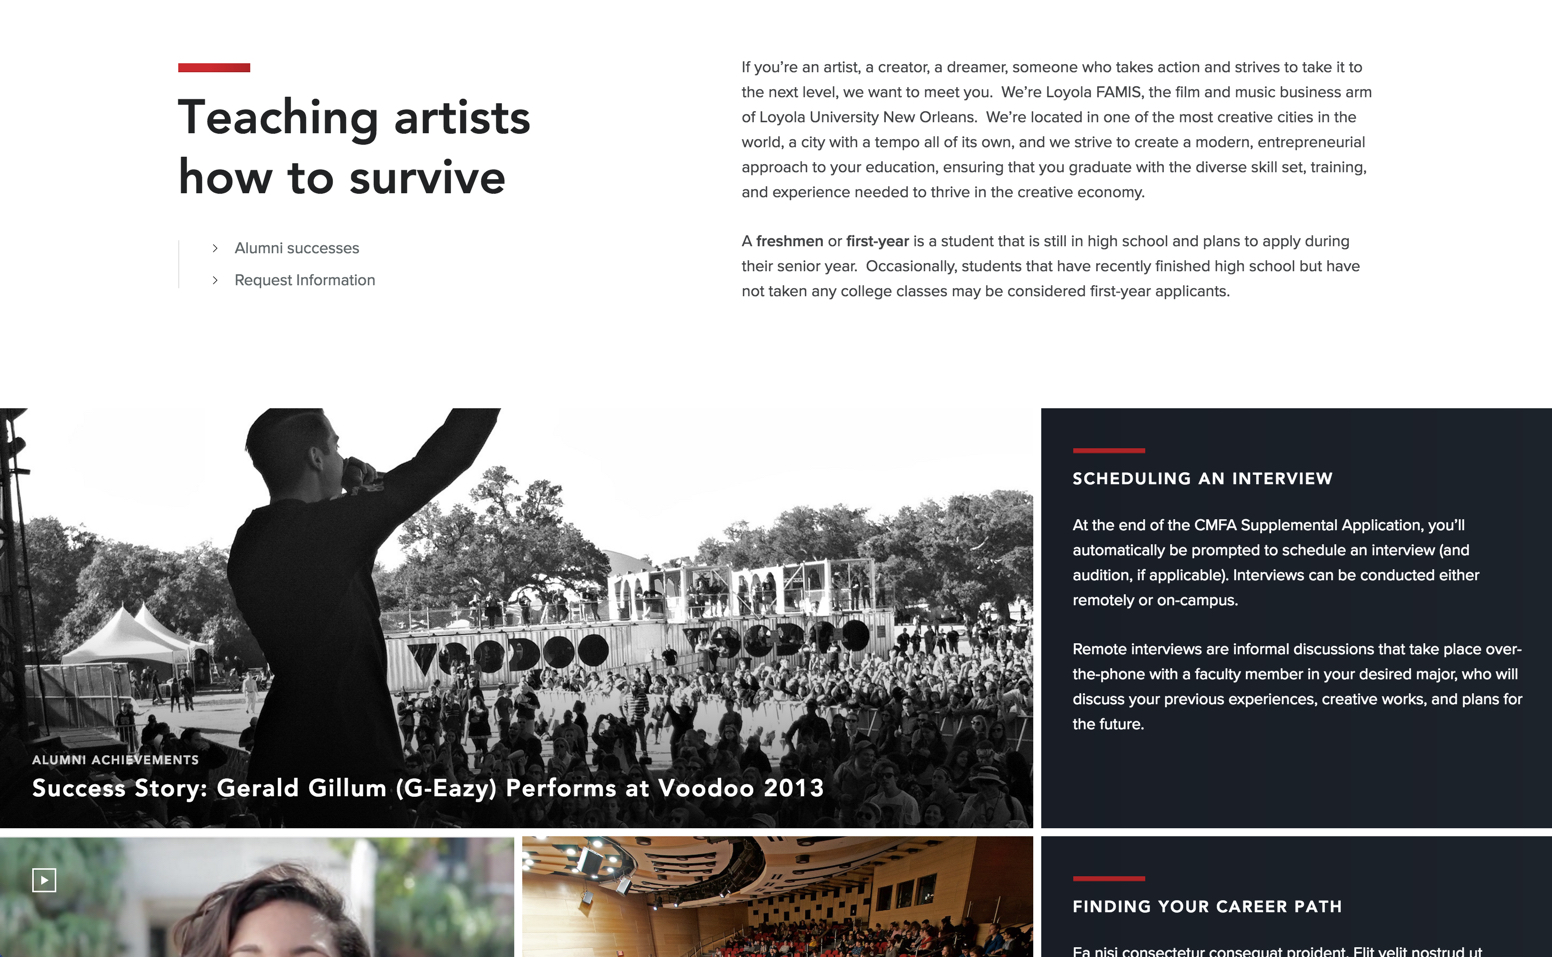 Teaching artists
how to survive
Alumni successes
Request Information
If you’re an artist, a creator, a dreamer, someone who takes action and strives to take it to
the next level, we want to meet you.  We’re Loyola FAMIS, the film and music business arm
of Loyola University New Orleans.  We’re located in one of the most creative cities in the
world, a city with a tempo all of its own, and we strive to create a modern, entrepreneurial
approach to your education, ensuring that you graduate with the diverse skill set, training,
and experience needed to thrive in the creative economy.
A freshmen or first-year is a student that is still in high school and plans to apply during
their senior year.  Occasionally, students that have recently finished high school but have
not taken any college classes may be considered first-year applicants.
VOODOO
VOODOO
ALUMNI ACHIEVEMENTS
Success Story: Gerald Gillum (G-Eazy) Performs at Voodoo 2013
SCHEDULING AN INTERVIEW
At the end of the CMFA Supplemental Application, you’ll
automatically be prompted to schedule an interview (and
audition, if applicable). Interviews can be conducted either
remotely or on-campus.
Remote interviews are informal discussions that take place over-
the-phone with a faculty member in your desired major, who will
discuss your previous experiences, creative works, and plans for
the future.
FINDING YOUR CAREER PATH
Ea nisi consectetur consequat proident. Elit velit nostrud ut